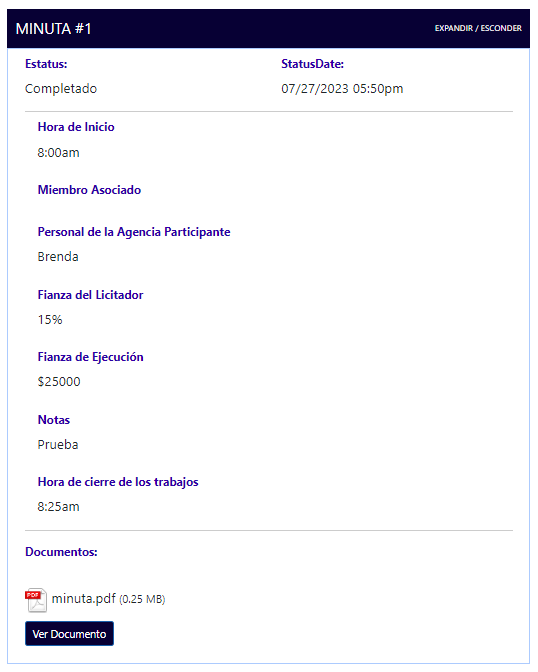 MINUTA #1
EXPANDIR / ESCONDER
Estatus: StatusDate:
Completado 07/27/2023 05:50pm
Hora de Inicio
8:00am
Miembro Asociado
Personal de la Agencia Participante
Brenda
Fianza del Licitador
15%
Fianza de Ejecución
$25000
Notas
Prueba
Hora de cierre de los trabajos
8:25am
Documentos:
PDF
minuta.pdf (0.25 MB)
Ver Documento